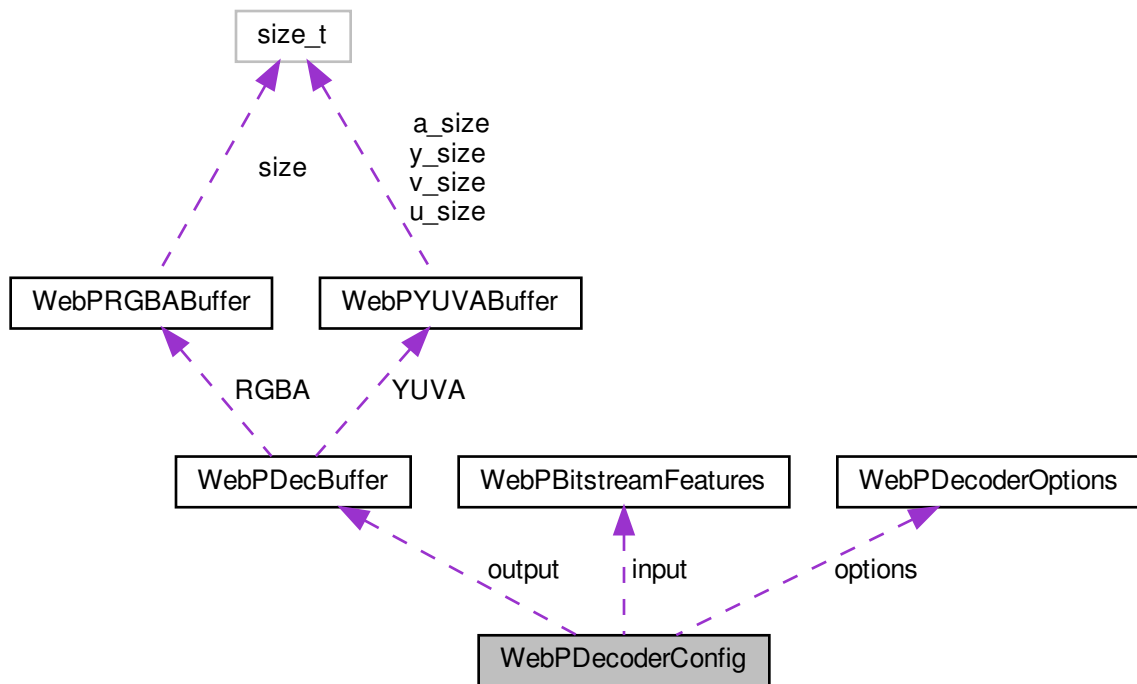 size_t
a_size
y_size
v_size
u_size
size
WebPRGBABuffer
WebPYUVABuffer
RGBA
YUVA
WebPDecBuffer
WebPBitstreamFeatures
WebPDecoderOptions
output
input
options
WebPDecoderConfig